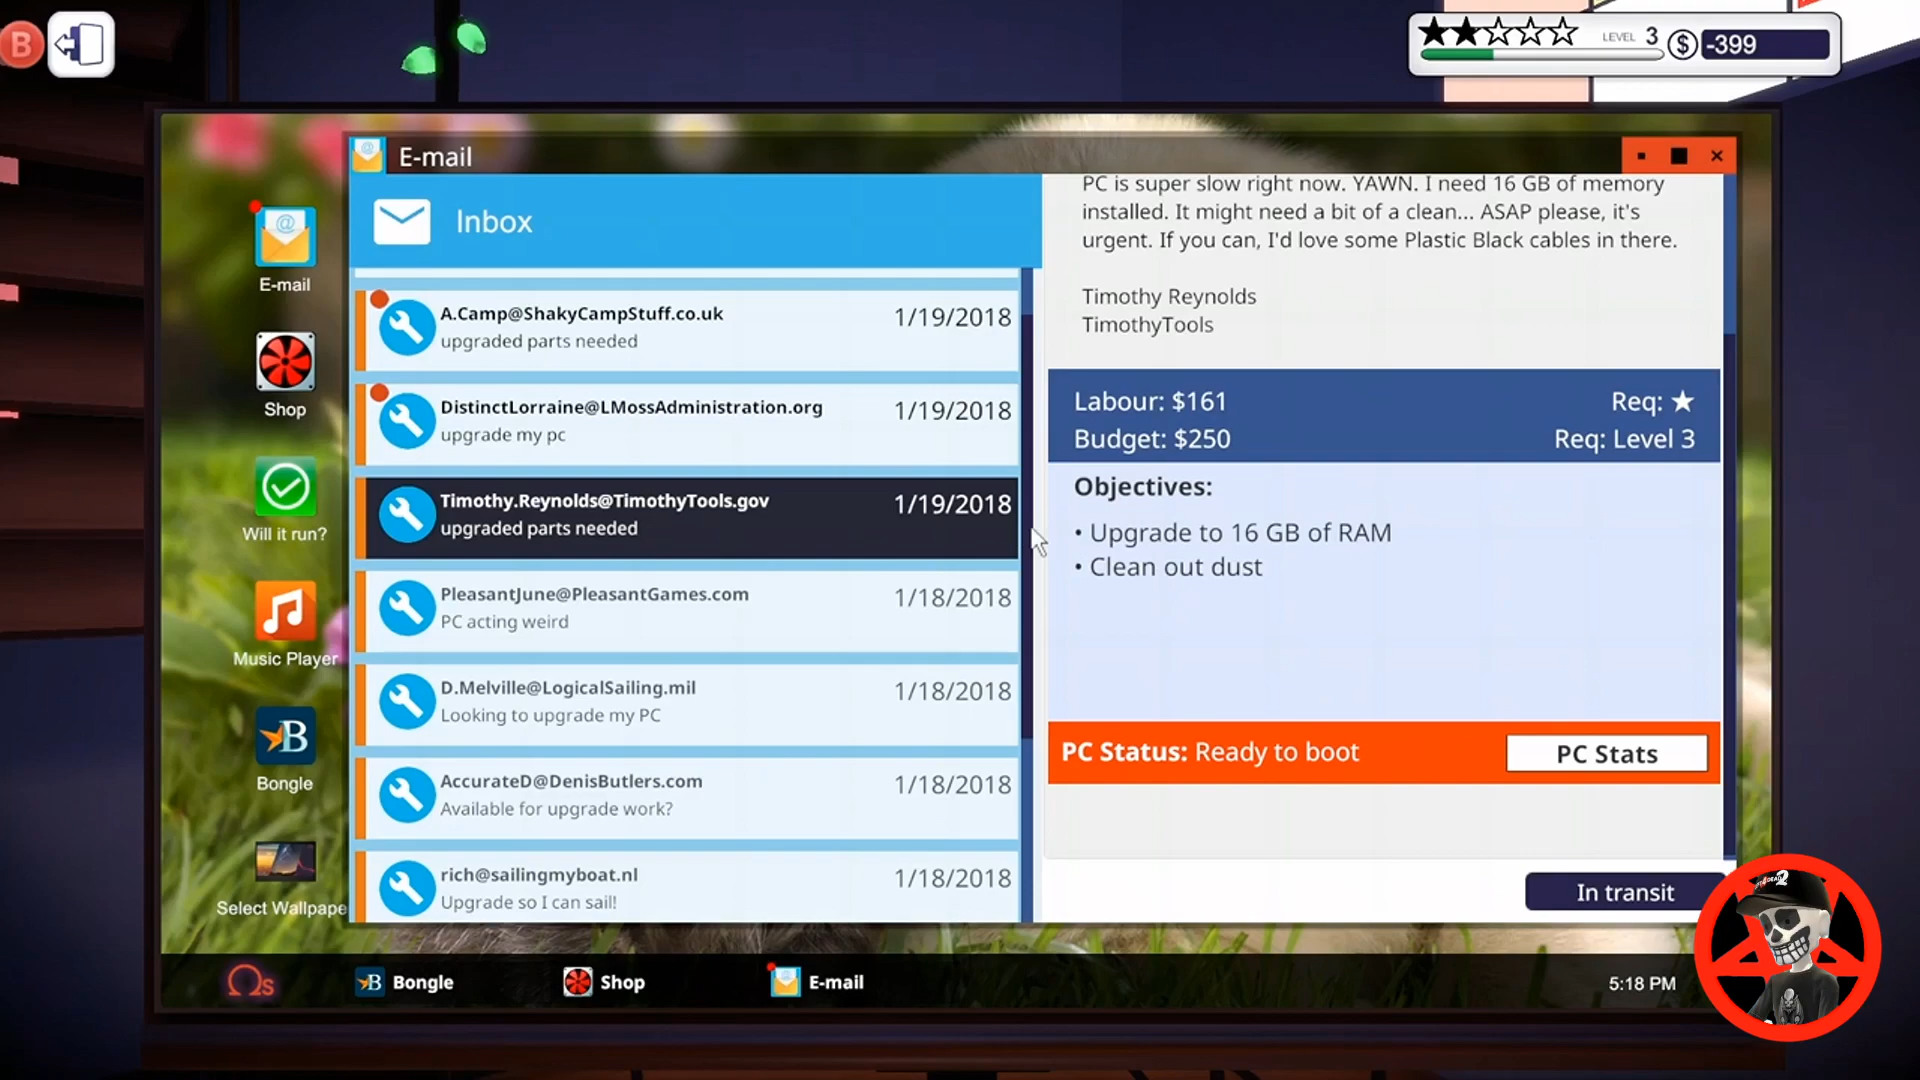 B
LEVEL 3
$ -399
E-mail
Inbox
A.Camp@ShakyCampStuff.co.uk
1/19/2018
upgraded parts needed
DistinctLorraine@LMossAdministration.org
1/19/2018
upgrade my pc
Timothy.Reynolds@TimothyTools.gov
1/19/2018
upgraded parts needed
PleasantJune@PleasantGames.com
1/18/2018
PC acting weird
D.Melville@LogicalSailing.mil
1/18/2018
Looking to upgrade my PC
AccurateD@DenisButlers.com
1/18/2018
Available for upgrade work?
rich@sailingmyboat.nl
1/18/2018
Upgrade so I can sail!
PC is super slow right now. YAWN. I need 16 GB of memory
installed. It might need a bit of a clean... ASAP please, it's
urgent. If you can, I'd love some Plastic Black cables in there.
Timothy Reynolds
TimothyTools
Labour: $161
Req: ★
Budget: $250
Req: Level 3
Objectives:
• Upgrade to 16 GB of RAM
• Clean out dust
PC Status: Ready to boot
PC Stats
In transit
E-mail
Shop
Will it run?
Music Player
B
Bongle
Select Wallpape
Ωs
Bongle
Shop
E-mail
5:18 PM